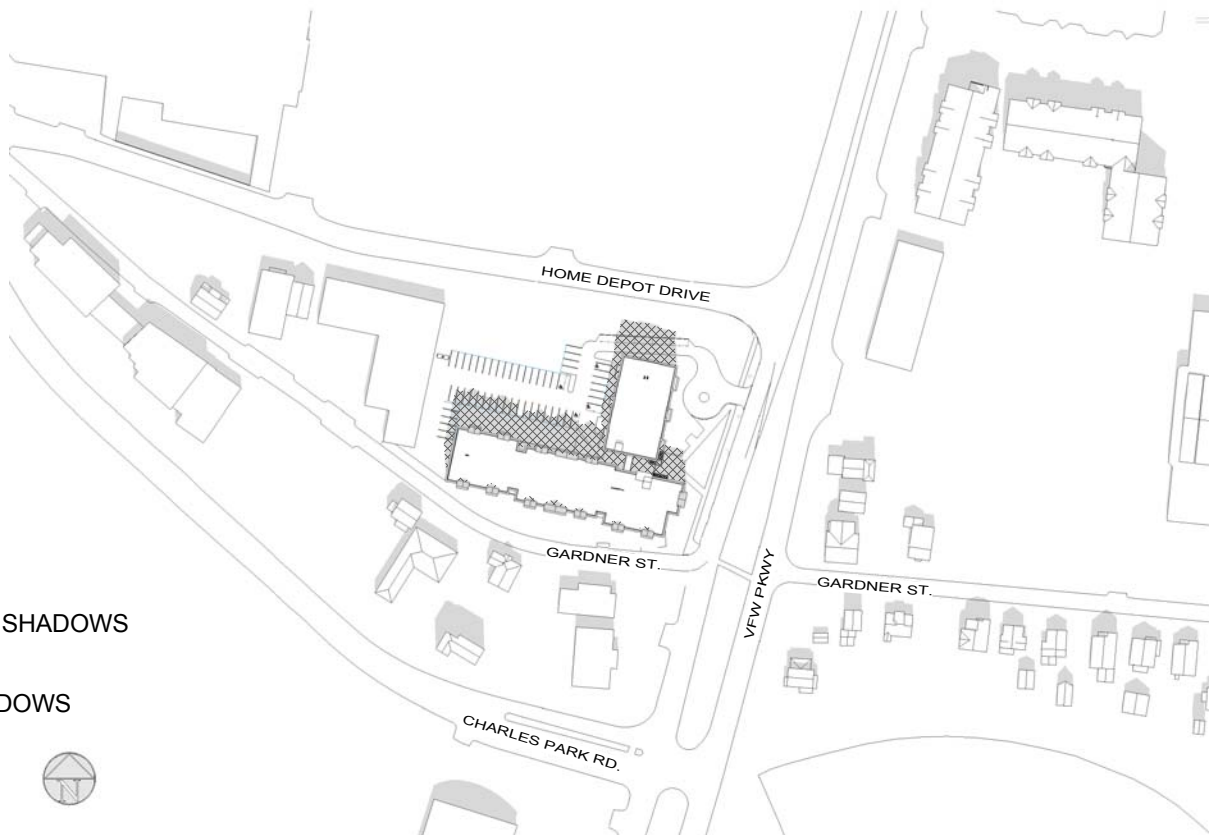 HOME DEPOT DRIVE
GARDNER ST.
GARDNER ST.
VFW PKWY
SHADOWS
DOWS
CHARLES PARK RD.
N